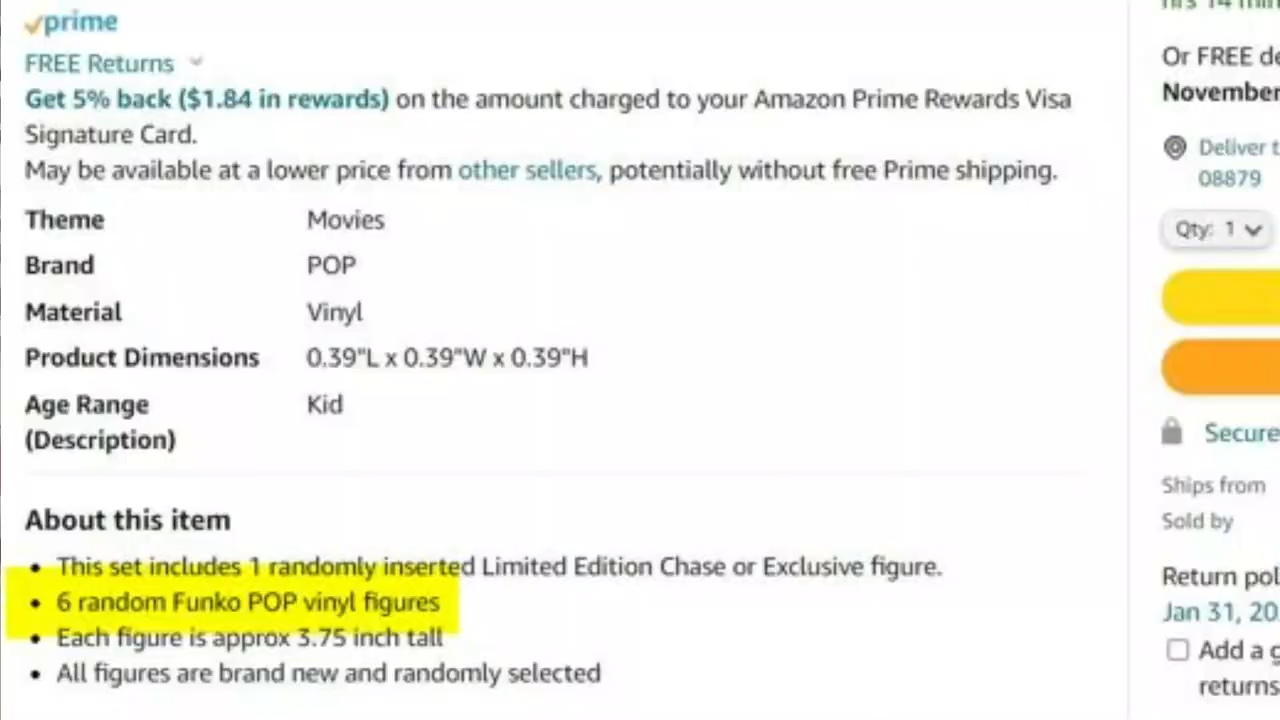 prime
FREE Returns
Get 5% back ($1.84 in rewards) on the amount charged to your Amazon Prime Rewards Visa
Signature Card.
May be available at a lower price from other sellers, potentially without free Prime shipping.
Theme Movies
Brand POP
Material Vinyl
Product Dimensions 0.39"L x 0.39"W x 0.39"H
Age Range Kid
(Description)
About this item
• This set includes 1 randomly inserted Limited Edition Chase or Exclusive figure.
• 6 random Funko POP vinyl figures
• Each figure is approx 3.75 inch tall
• All figures are brand new and randomly selected
hrs 14 min
Or FREE de
November
Deliver t
08879
Qty: 1
Secure
Ships from
Sold by
Return pol
Jan 31, 20
Add a g
returns